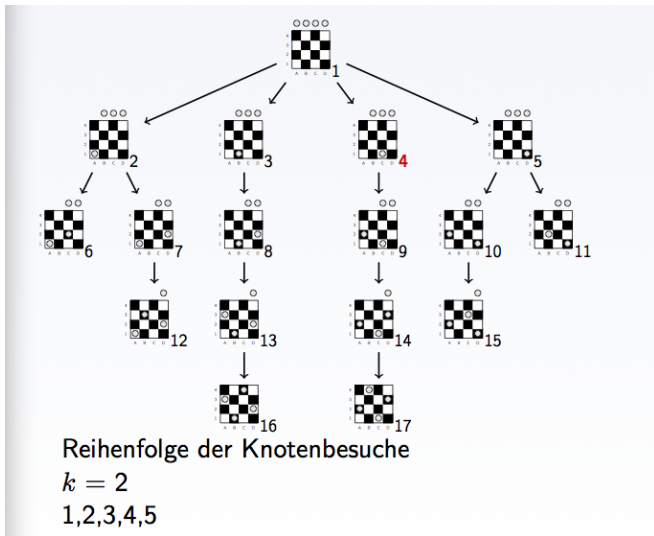 1
2 3 4 5
6 7 8 9 10 11
12 13 14 15
16 17
Reihenfolge der Knotenbesuche
k = 2
1,2,3,4,5